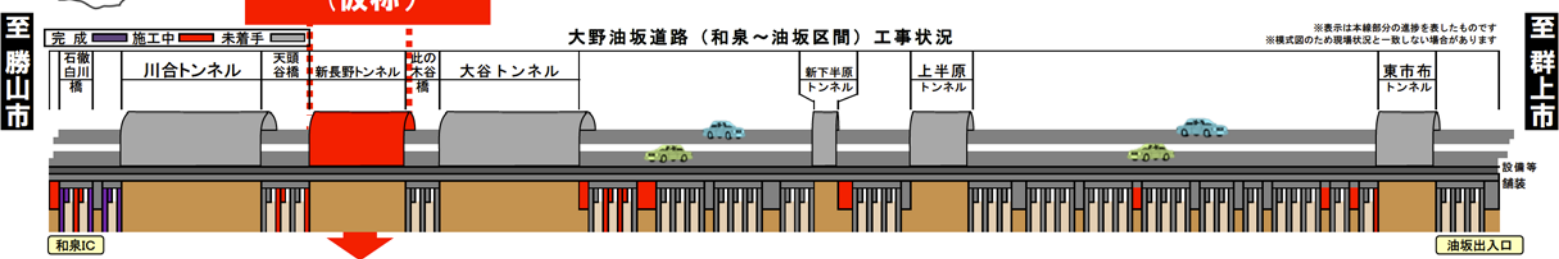 (仮称)
至 勝山市
完成 施工中 未着手
大野油坂道路（和泉～油坂区間）工事状況
※表示は本線部分の進捗を表したものです
※模式図のため現場状況と一致しない場合があります
至 群上市
石徹白川橋
川合トンネル
天頭谷橋
新長野トンネル
此の木谷橋
大谷トンネル
新下半原トンネル
上半原トンネル
東市布トンネル
設備等
舗装
和泉IC
油坂出入口